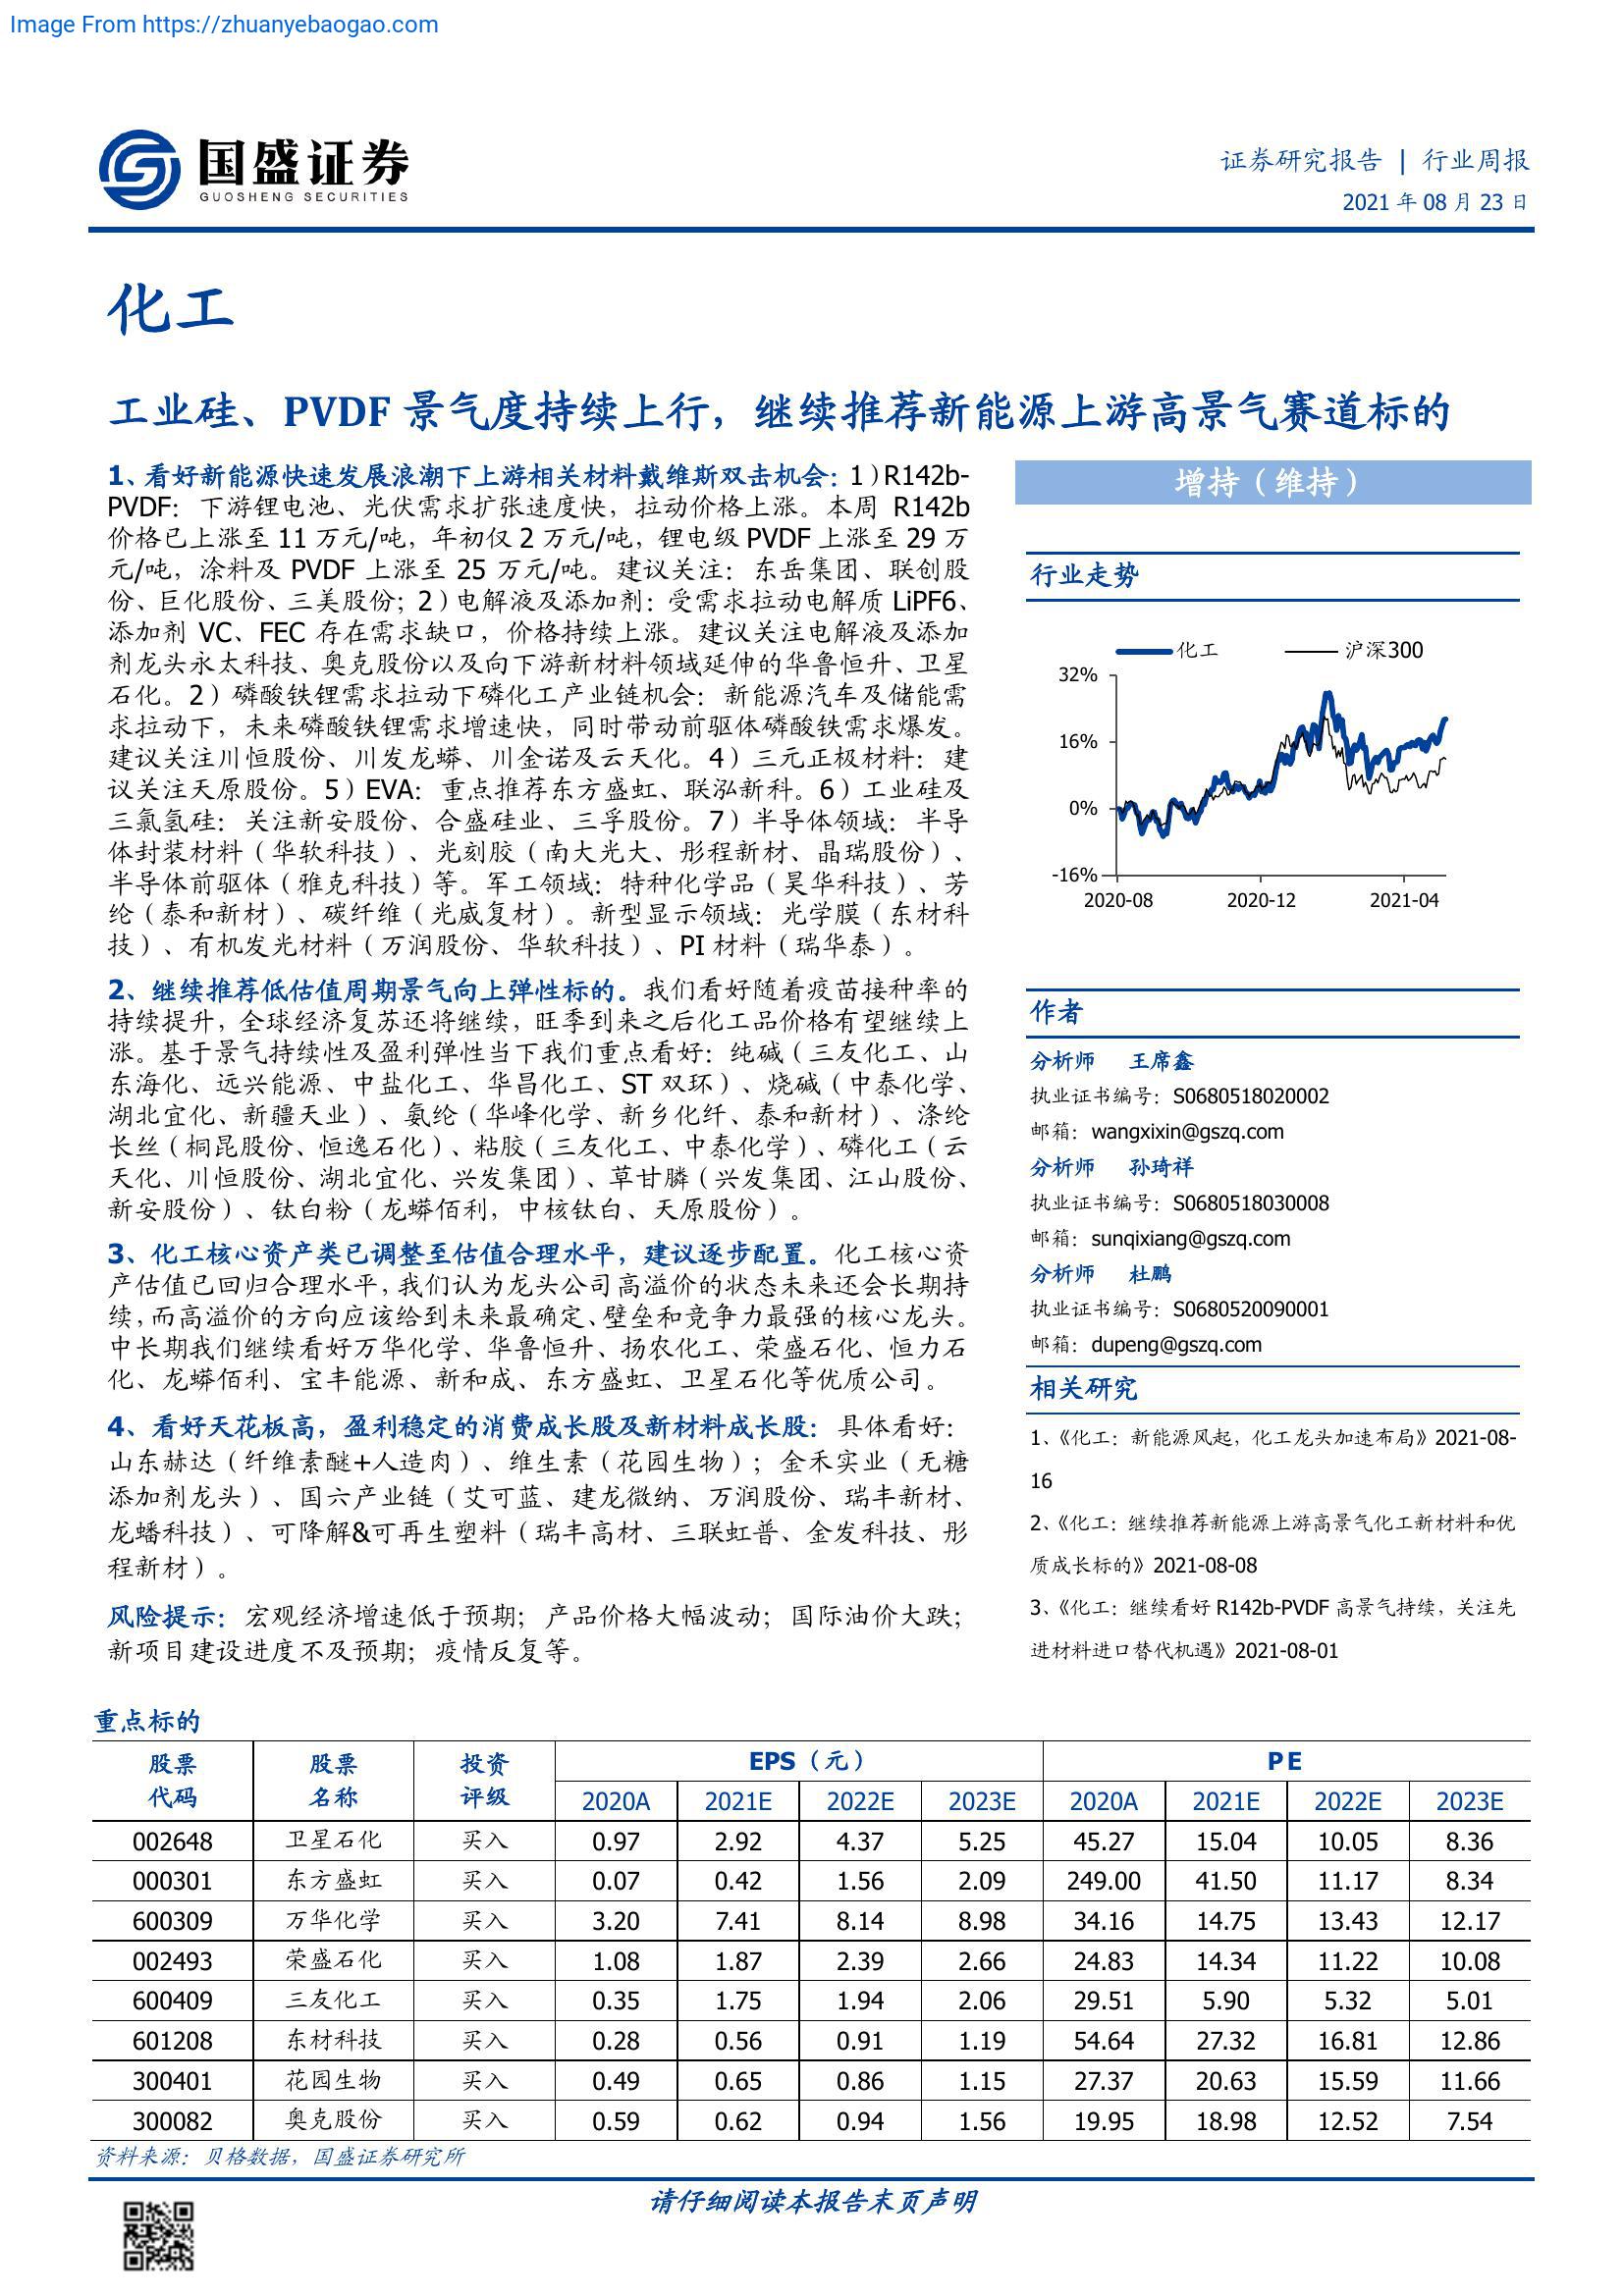 Image From https://zhuanyebaogao.com
国盛证券
GUOSHENG SECURITIES
证券研究报告 | 行业周报
2021 年 08 月 23 日
化工
工业硅、PVDF 景气度持续上行，继续推荐新能源上游高景气赛道标的
1、看好新能源快速发展浪潮下上游相关材料戴维斯双击机会：1）R142b-
PVDF：下游锂电池、光伏需求扩张速度快，拉动价格上涨。本周 R142b
价格已上涨至 11 万元/吨，年初仅 2 万元/吨，锂电级 PVDF 上涨至 29 万
元/吨，涂料及 PVDF 上涨至 25 万元/吨。建议关注：东岳集团、联创股
份、巨化股份、三美股份；2）电解液及添加剂：受需求拉动电解质 LiPF6、
添加剂 VC、FEC 存在需求缺口，价格持续上涨。建议关注电解液及添加
剂龙头永太科技、奥克股份以及向下游新材料领域延伸的华鲁恒升、卫星
石化。2）磷酸铁锂需求拉动下磷化工产业链机会：新能源汽车及储能需
求拉动下，未来磷酸铁锂需求增速快，同时带动前驱体磷酸铁需求爆发。
建议关注川恒股份、川发龙蟒、川金诺及云天化。4）三元正极材料：建
议关注天原股份。5）EVA：重点推荐东方盛虹、联泓新科。6）工业硅及
三氯氢硅：关注新安股份、合盛硅业、三孚股份。7）半导体领域：半导
体封装材料（华软科技）、光刻胶（南大光大、彤程新材、晶瑞股份）、
半导体前驱体（雅克科技）等。军工领域：特种化学品（昊华科技）、芳
纶（泰和新材）、碳纤维（光威复材）。新型显示领域：光学膜（东材科
技）、有机发光材料（万润股份、华软科技）、PI 材料（瑞华泰）。
2、继续推荐低估值周期景气向上弹性标的。我们看好随着疫苗接种率的
持续提升，全球经济复苏还将继续，旺季到来之后化工品价格有望继续上
涨。基于景气持续性及盈利弹性当下我们重点看好：纯碱（三友化工、山
东海化、远兴能源、中盐化工、华昌化工、ST 双环）、烧碱（中泰化学、
湖北宜化、新疆天业）、氨纶（华峰化学、新乡化纤、泰和新材）、涤纶
长丝（桐昆股份、恒逸石化）、粘胶（三友化工、中泰化学）、磷化工（云
天化、川恒股份、湖北宜化、兴发集团）、草甘膦（兴发集团、江山股份、
新安股份）、钛白粉（龙蟒佰利，中核钛白、天原股份）。
3、化工核心资产类已调整至估值合理水平，建议逐步配置。化工核心资
产估值已回归合理水平，我们认为龙头公司高溢价的状态未来还会长期持
续，而高溢价的方向应该给到未来最确定、壁垒和竞争力最强的核心龙头。
中长期我们继续看好万华化学、华鲁恒升、扬农化工、荣盛石化、恒力石
化、龙蟒佰利、宝丰能源、新和成、东方盛虹、卫星石化等优质公司。
4、看好天花板高，盈利稳定的消费成长股及新材料成长股：具体看好：
山东赫达（纤维素醚+人造肉）、维生素（花园生物）；金禾实业（无糖
添加剂龙头）、国六产业链（艾可蓝、建龙微纳、万润股份、瑞丰新材、
龙蟠科技）、可降解&可再生塑料（瑞丰高材、三联虹普、金发科技、彤
程新材）。
风险提示：宏观经济增速低于预期；产品价格大幅波动；国际油价大跌；
新项目建设进度不及预期；疫情反复等。
增持（维持）
行业走势
化工 沪深300
32%
16%
0%
-16%
2020-08 2020-12 2021-04
作者
分析师 王席鑫
执业证书编号：S0680518020002
邮箱：wangxixin@gszq.com
分析师 孙琦祥
执业证书编号：S0680518030008
邮箱：sunqixiang@gszq.com
分析师 杜鹏
执业证书编号：S0680520090001
邮箱：dupeng@gszq.com
相关研究
1、《化工：新能源风起，化工龙头加速布局》2021-08-
16
2、《化工：继续推荐新能源上游高景气化工新材料和优
质成长标的》2021-08-08
3、《化工：继续看好 R142b-PVDF 高景气持续，关注先
进材料进口替代机遇》2021-08-01
重点标的
股票 股票 投资 EPS（元） PE
代码 名称 评级 2020A 2021E 2022E 2023E 2020A 2021E 2022E 2023E
002648 卫星石化 买入 0.97 2.92 4.37 5.25 45.27 15.04 10.05 8.36
000301 东方盛虹 买入 0.07 0.42 1.56 2.09 249.00 41.50 11.17 8.34
600309 万华化学 买入 3.20 7.41 8.14 8.98 34.16 14.75 13.43 12.17
002493 荣盛石化 买入 1.08 1.87 2.39 2.66 24.83 14.34 11.22 10.08
600409 三友化工 买入 0.35 1.75 1.94 2.06 29.51 5.90 5.32 5.01
601208 东材科技 买入 0.28 0.56 0.91 1.19 54.64 27.32 16.81 12.86
300401 花园生物 买入 0.49 0.65 0.86 1.15 27.37 20.63 15.59 11.66
300082 奥克股份 买入 0.59 0.62 0.94 1.56 19.95 18.98 12.52 7.54
资料来源：贝格数据，国盛证券研究所
请仔细阅读本报告末页声明